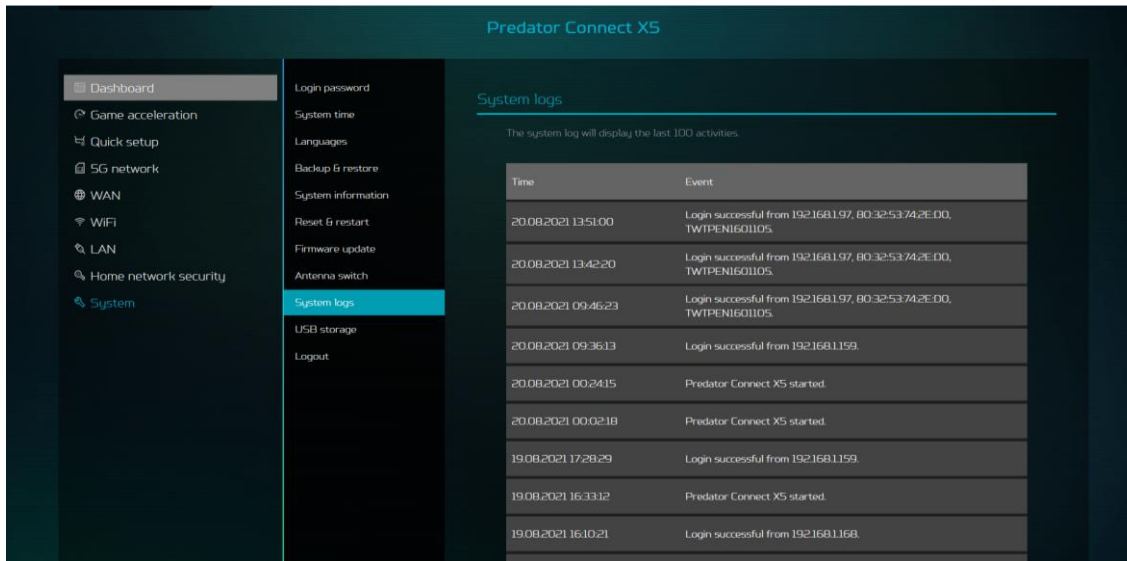 Predator Connect X5
Dashboard
Game acceleration
Quick setup
5G network
WAN
WiFi
LAN
Home network security
System
Login password
System time
Languages
Backup & restore
System information
Reset & restart
Firmware update
Antenna switch
System logs
USB storage
Logout
System logs
The system log will display the last 100 activities.
Time Event
20.08.2021 13:51:00 Login successful from 192.168.1.97, 80:32:53:74:2E:D0,
TWTPEN1601105.
20.08.2021 13:42:20 Login successful from 192.168.1.97, 80:32:53:74:2E:D0,
TWTPEN1601105.
20.08.2021 09:46:23 Login successful from 192.168.1.97, 80:32:53:74:2E:D0,
TWTPEN1601105.
20.08.2021 09:36:13 Login successful from 192.168.1.159.
20.08.2021 00:24:15 Predator Connect X5 started.
20.08.2021 00:02:18 Predator Connect X5 started.
19.08.2021 17:28:29 Login successful from 192.168.1.159.
19.08.2021 16:33:12 Predator Connect X5 started.
19.08.2021 16:10:21 Login successful from 192.168.1.168.